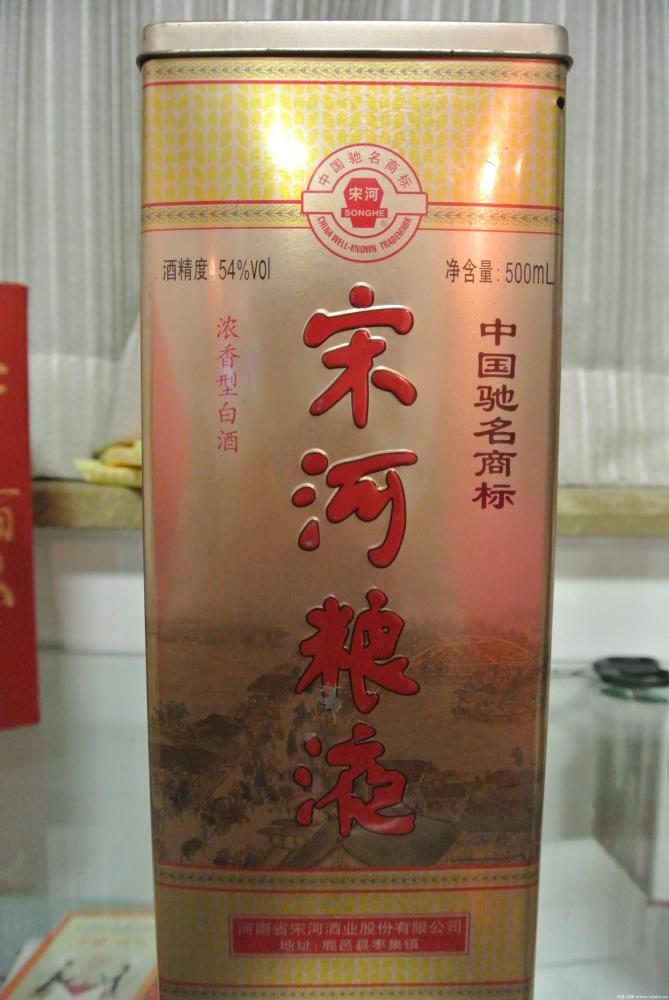 中国驰名商标
宋河
SONGHE
®
CHINA WELL-KNOWN TRADEMARK
酒精度:54%vol
净含量:500mL
浓香型白酒
宋河粮液
中国驰名商标
河南省宋河酒业股份有限公司
地址:鹿邑县枣集镇